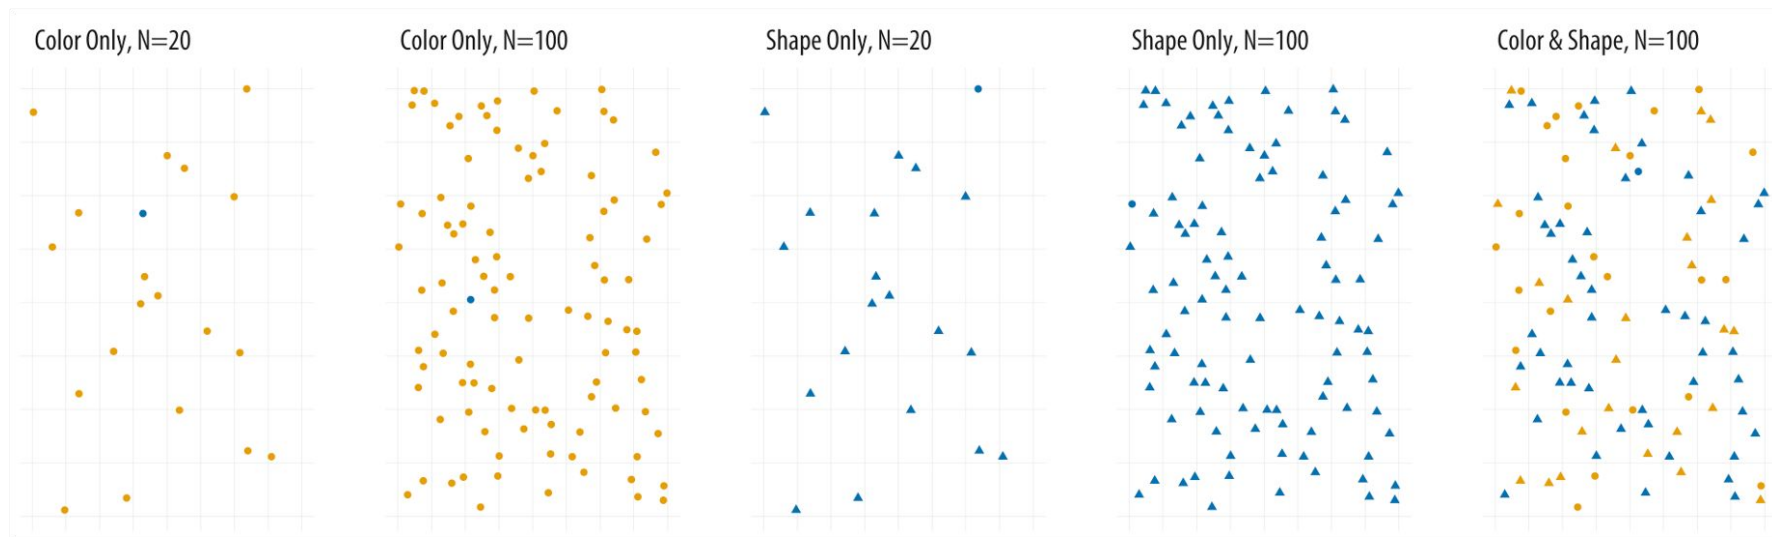 Color Only, N=20
Color Only, N=100
Shape Only, N=20
Shape Only, N=100
Color & Shape, N=100